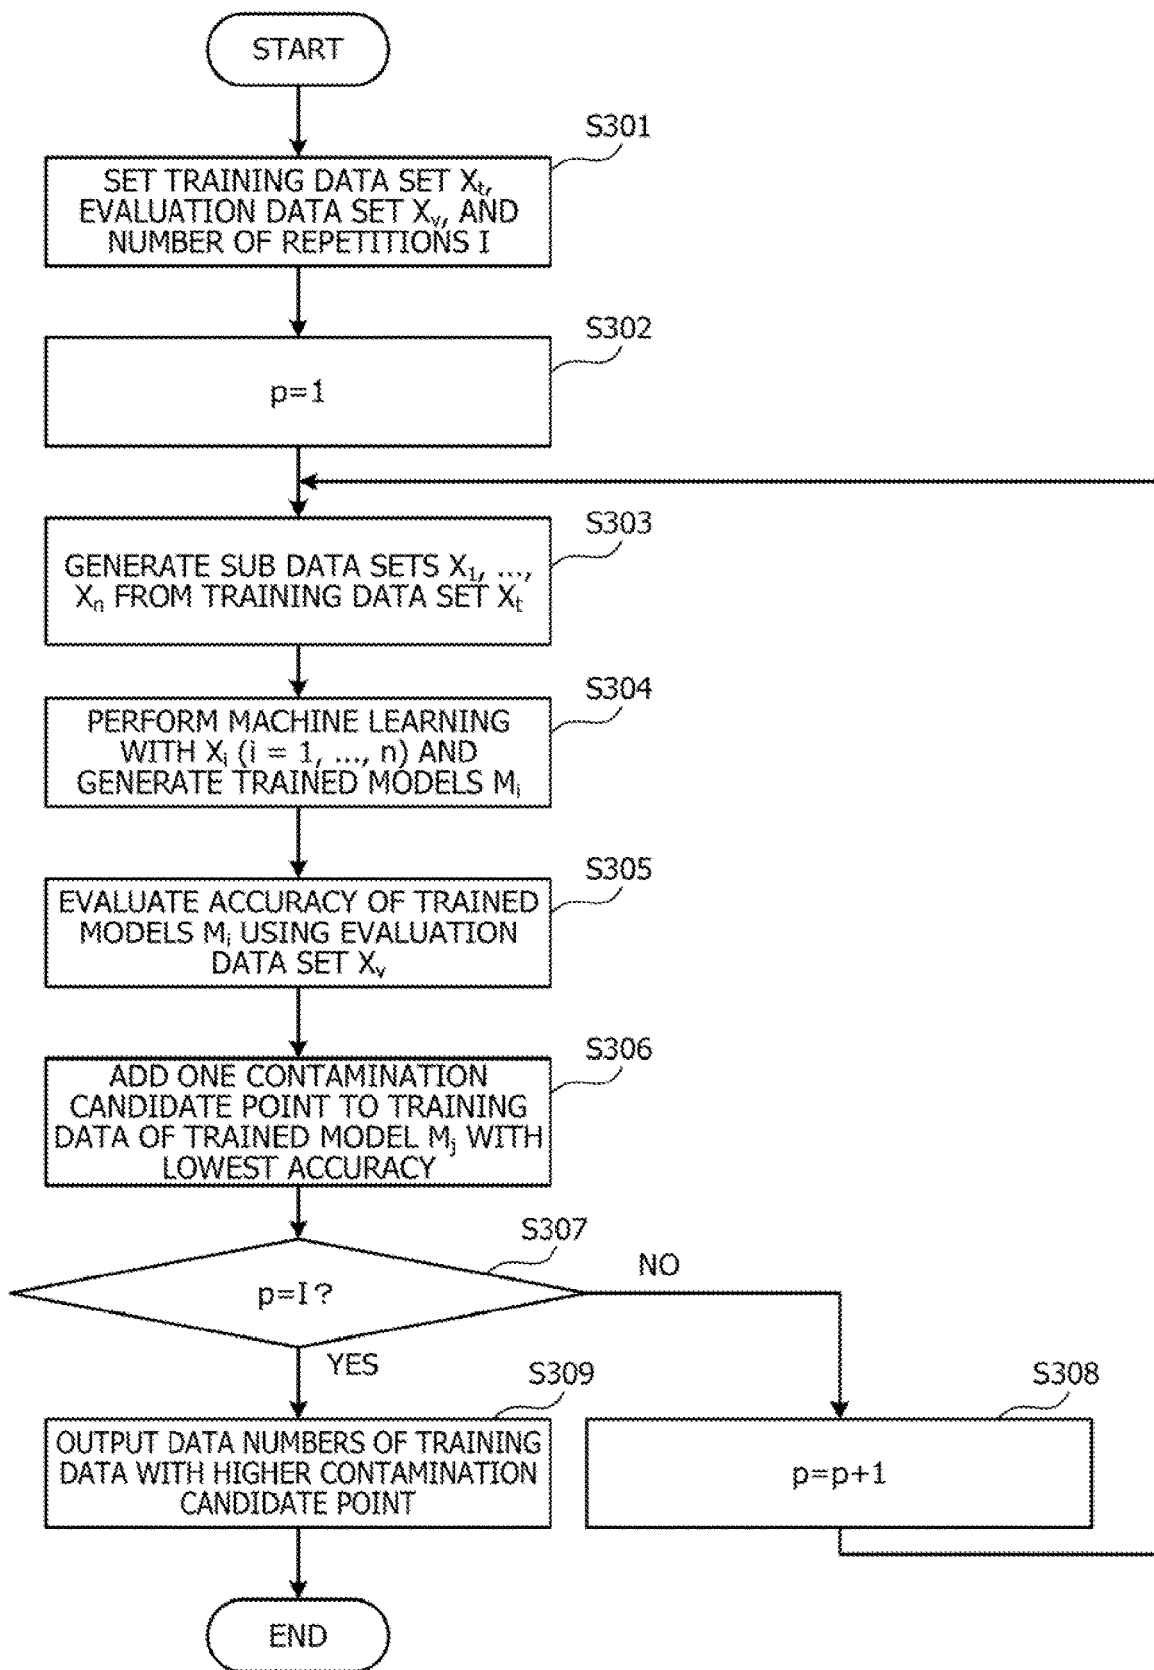 START
S301
SET TRAINING DATA SET Xt,
EVALUATION DATA SET Xv, AND
NUMBER OF REPETITIONS I
S302
p=1
S303
GENERATE SUB DATA SETS X1, ...,
Xn FROM TRAINING DATA SET Xt
S304
PERFORM MACHINE LEARNING
WITH Xi (i = 1, ..., n) AND
GENERATE TRAINED MODELS Mi
S305
EVALUATE ACCURACY OF TRAINED
MODELS Mi USING EVALUATION
DATA SET Xv
S306
ADD ONE CONTAMINATION
CANDIDATE POINT TO TRAINING
DATA OF TRAINED MODEL Mj WITH
LOWEST ACCURACY
S307
p=I?
NO
YES
S309
OUTPUT DATA NUMBERS OF TRAINING
DATA WITH HIGHER CONTAMINATION
CANDIDATE POINT
S308
p=p+1
END